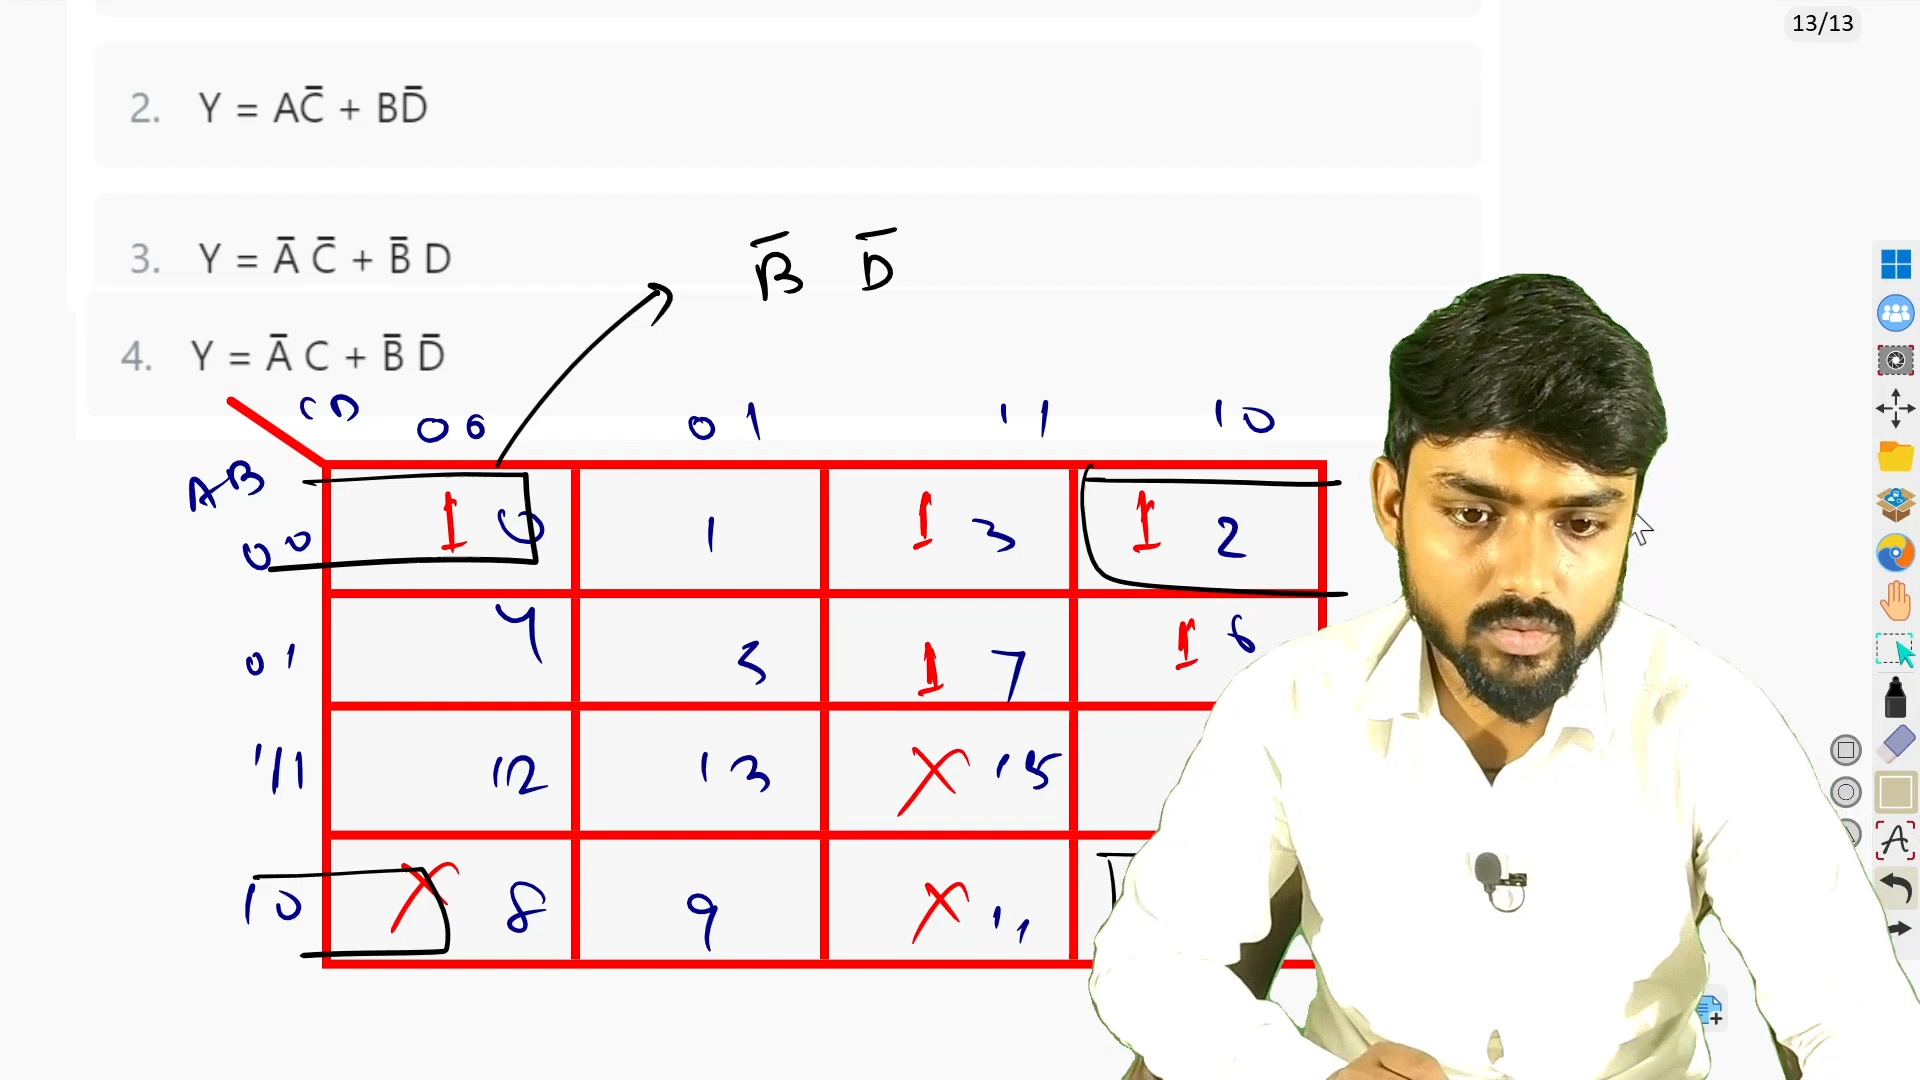 13/13
2. Y = AC̄ + BD̄
3. Y = Ā C̄ + B̄ D
B̄ D̄
4. Y = Ā C + B̄ D̄
CD 00 01 11 10
AB
00 1 0 1 1 3 1 2
01 4 5 1 7 1 6
11 12 13 X 15
10 X 8 9 X 11
A